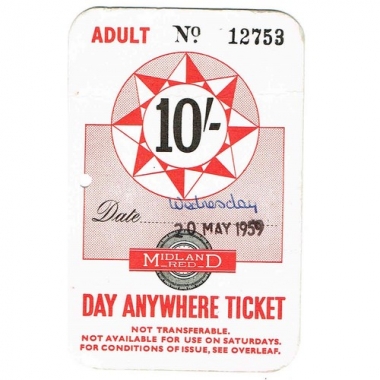 ADULT Nº 12753
10/-
Wednesday
Date 20 MAY 1959
MIDLAND
RED
DAY ANYWHERE TICKET
NOT TRANSFERABLE.
NOT AVAILABLE FOR USE ON SATURDAYS.
FOR CONDITIONS OF ISSUE, SEE OVERLEAF.